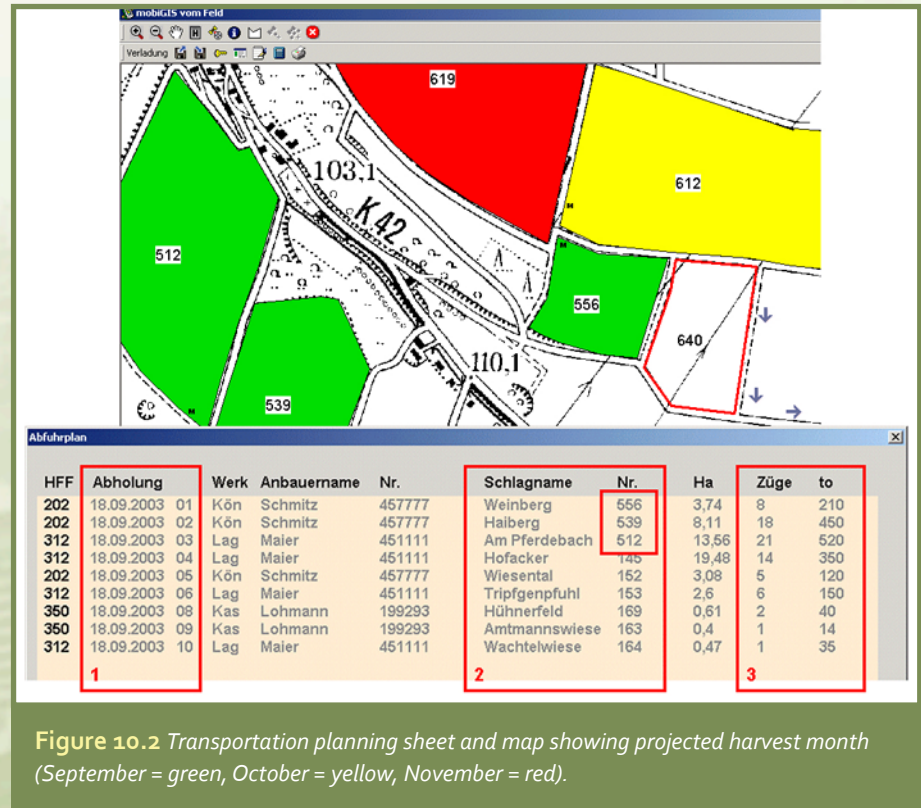 mobiGIS vom Feld
Verladung
619
103,1
K42
612
512
556
640
110,1
539
Abfuhrplan
HFF Abholung Werk Anbauername Nr. Schlagname Nr. Ha Züge to
202 18.09.2003 01 Kön Schmitz 457777 Weinberg 556 3,74 8 210
202 18.09.2003 02 Kön Schmitz 457777 Haiberg 539 8,11 18 450
312 18.09.2003 03 Lag Maier 451111 Am Pferdebach 512 13,56 21 520
312 18.09.2003 04 Lag Maier 451111 Hofacker 145 19,48 14 350
202 18.09.2003 05 Kön Schmitz 457777 Wiesental 152 3,08 5 120
312 18.09.2003 06 Lag Maier 451111 Tripfgenpfuhl 153 2,6 6 150
350 18.09.2003 08 Kas Lohmann 199293 Hühnerfeld 169 0,61 2 40
350 18.09.2003 09 Kas Lohmann 199293 Amtmannswiese 163 0,4 1 14
312 18.09.2003 10 Lag Maier 451111 Wachtelwiese 164 0,47 1 35
1 2 3
Figure 10.2 Transportation planning sheet and map showing projected harvest month
(September = green, October = yellow, November = red).